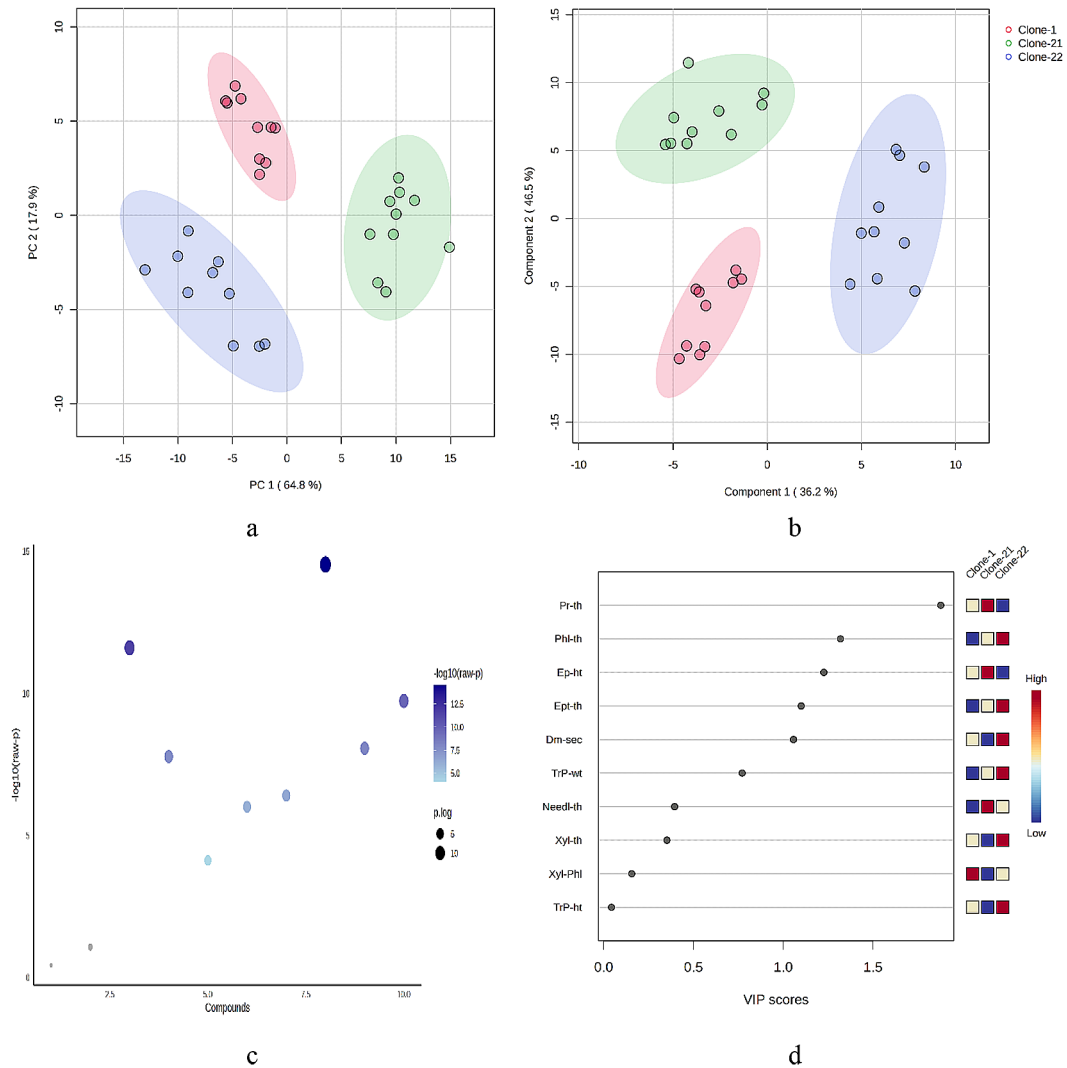 10
5
0
-5
-10
PC 2 ( 17.9 %)
-15 -10 -5 0 5 10 15
PC 1 ( 64.8 %)
a
15
10
5
0
-5
-10
-15
Component 2 ( 46.5 %)
-10 -5 0 5 10
Component 1 ( 36.2 %)
b
Clone-1
Clone-21
Clone-22
15
10
5
0
-log10(raw-p)
2.5 5.0 7.5 10.0
Compounds
-log10(raw-p)
12.5
10.0
7.5
5.0
p.log
5
10
c
Clone-1
Clone-21
Clone-22
Pr-th
Phl-th
Ep-ht
Ept-th
Dm-sec
TrP-wt
Needl-th
Xyl-th
Xyl-Phl
TrP-ht
High
Low
0.0 0.5 1.0 1.5
VIP scores
d